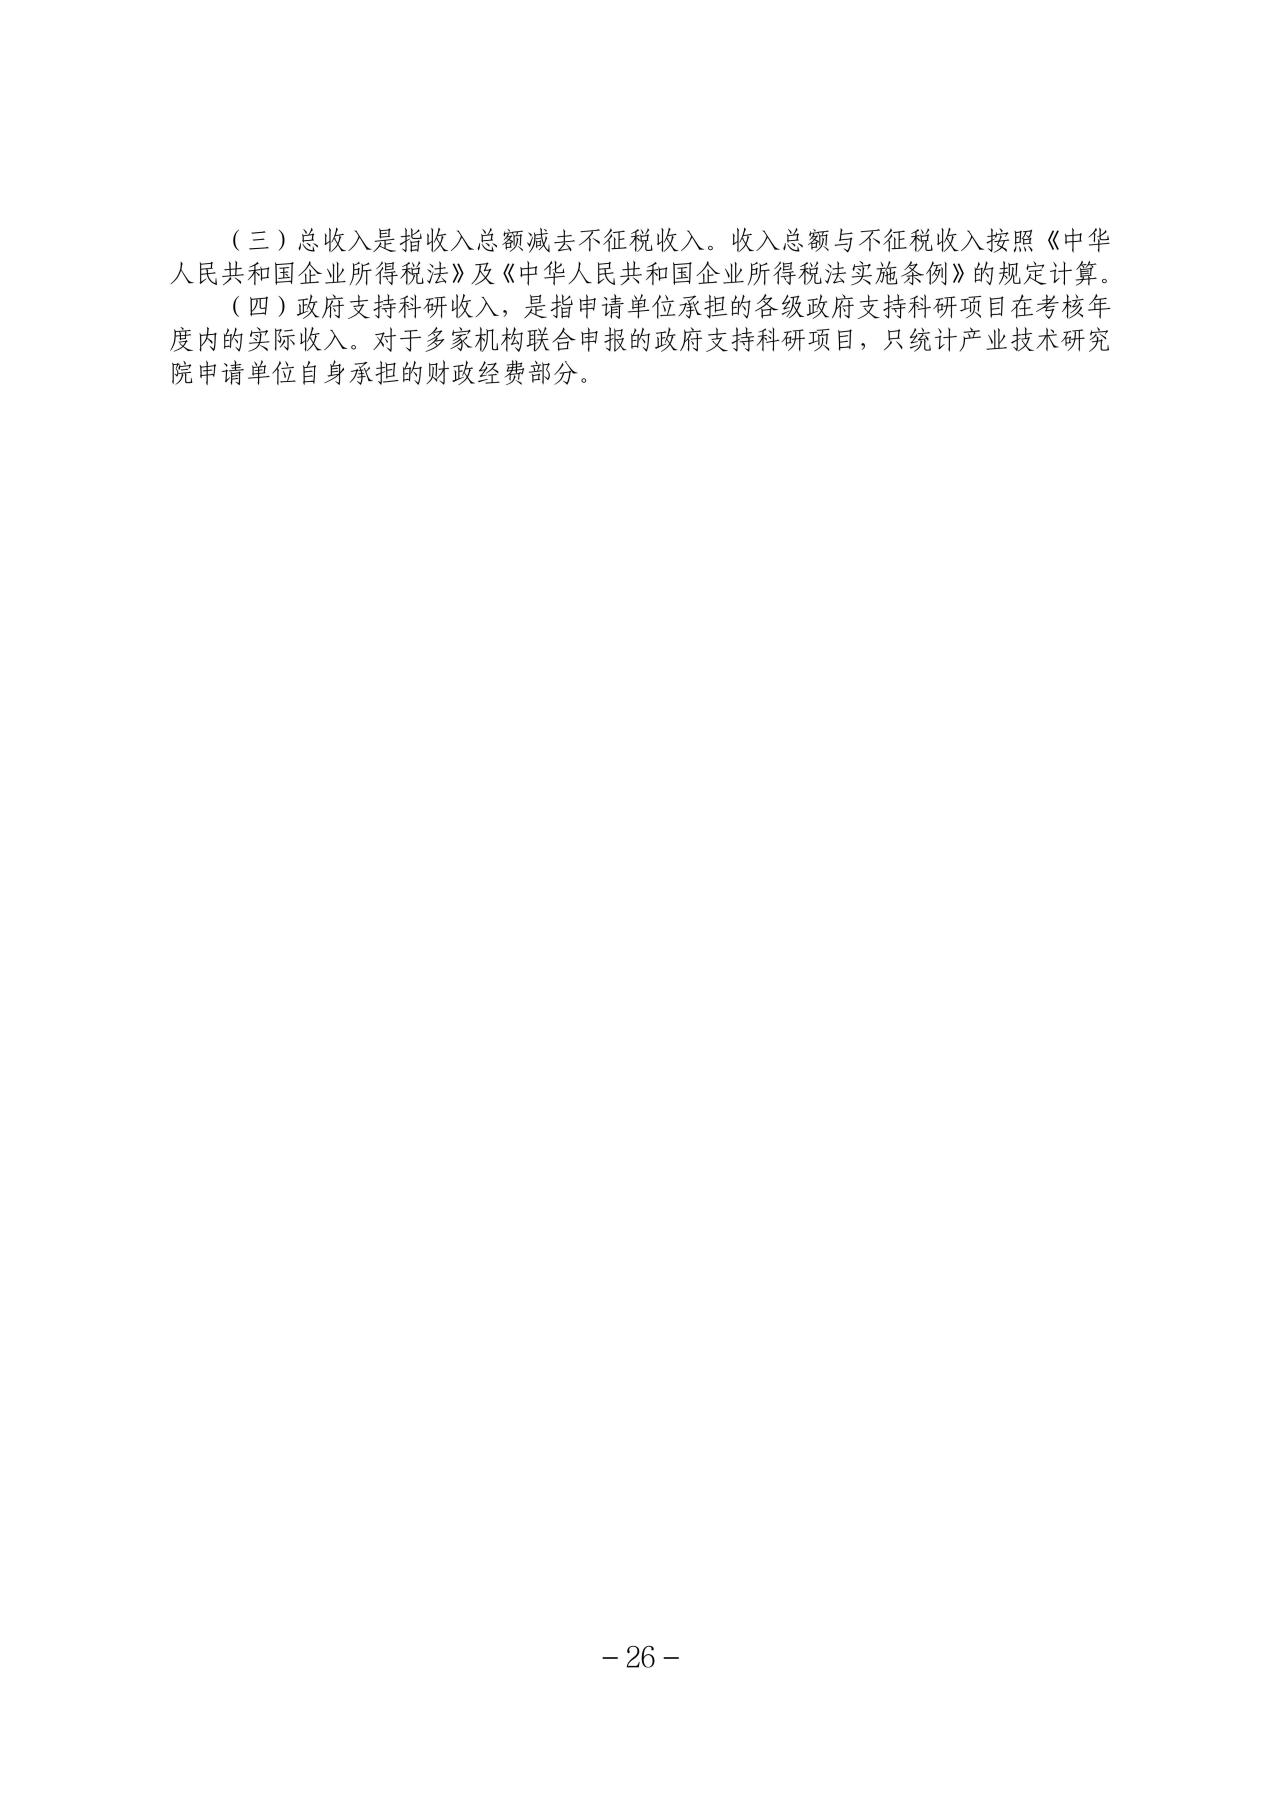 （三）总收入是指收入总额减去不征税收入。收入总额与不征税收入按照《中华
人民共和国企业所得税法》及《中华人民共和国企业所得税法实施条例》的规定计算。
（四）政府支持科研收入，是指申请单位承担的各级政府支持科研项目在考核年
度内的实际收入。对于多家机构联合申报的政府支持科研项目，只统计产业技术研究
院申请单位自身承担的财政经费部分。
－26－